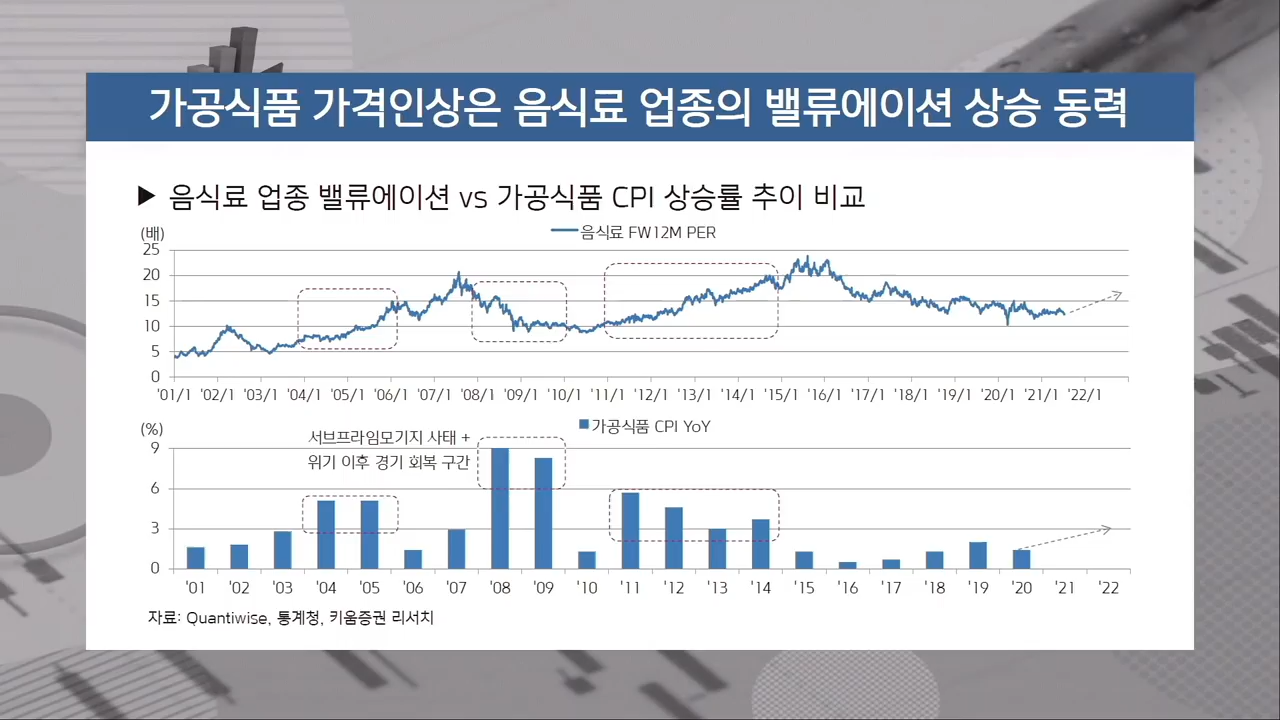 가공식품 가격인상은 음식료 업종의 밸류에이션 상승 동력
▶ 음식료 업종 밸류에이션 vs 가공식품 CPI 상승률 추이 비교
(배)
음식료 FW12M PER
25
20
15
10
5
0
'01/1 '02/1 '03/1 '04/1 '05/1 '06/1 '07/1 '08/1 '09/1 '10/1 '11/1 '12/1 '13/1 '14/1 '15/1 '16/1 '17/1 '18/1 '19/1 '20/1 '21/1 '22/1
(%)
가공식품 CPI YoY
서브프라임모기지 사태 +
위기 이후 경기 회복 구간
9
6
3
0
'01 '02 '03 '04 '05 '06 '07 '08 '09 '10 '11 '12 '13 '14 '15 '16 '17 '18 '19 '20 '21 '22
자료: Quantiwise, 통계청, 키움증권 리서치